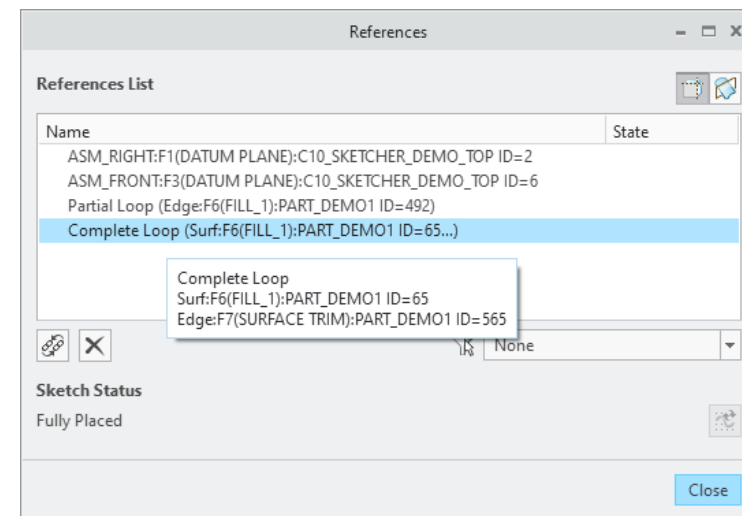 References
References List
Name State
ASM_RIGHT:F1(DATUM PLANE):C10_SKETCHER_DEMO_TOP ID=2
ASM_FRONT:F3(DATUM PLANE):C10_SKETCHER_DEMO_TOP ID=6
Partial Loop (Edge:F6(FILL_1):PART_DEMO1 ID=492)
Complete Loop (Surf:F6(FILL_1):PART_DEMO1 ID=65...)
Complete Loop
Surf:F6(FILL_1):PART_DEMO1 ID=65
Edge:F7(SURFACE TRIM):PART_DEMO1 ID=565
None
Sketch Status
Fully Placed
Close